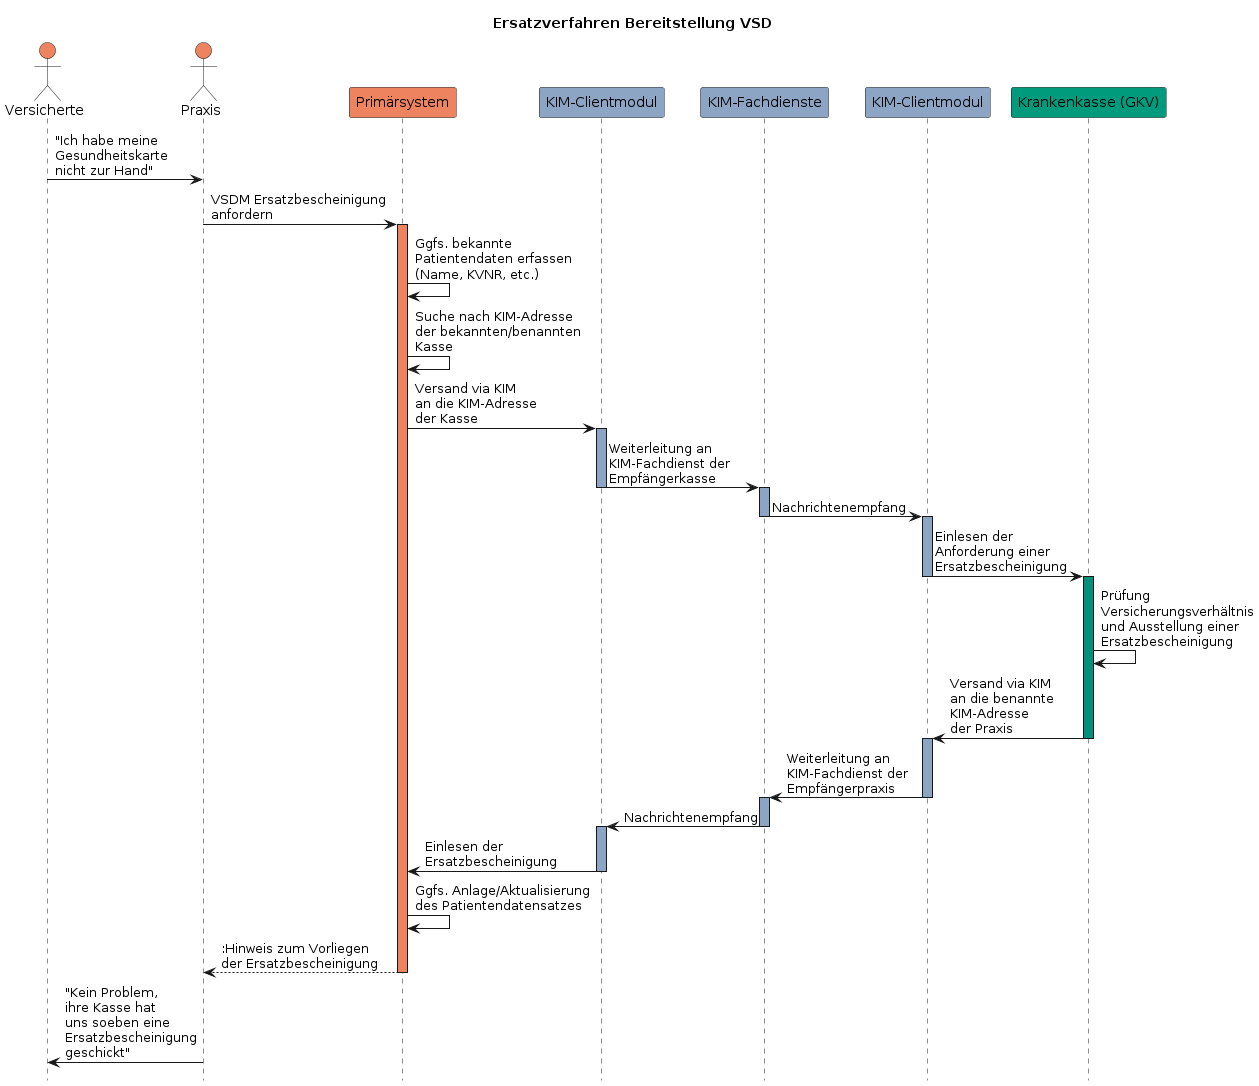 Ersatzverfahren Bereitstellung VSD
Versicherte
Praxis
Primärsystem
KIM-Clientmodul
KIM-Fachdienste
KIM-Clientmodul
Krankenkasse (GKV)
"Ich habe meine
Gesundheitskarte
nicht zur Hand"
VSDM Ersatzbescheinigung
anfordern
Ggfs. bekannte
Patientendaten erfassen
(Name, KVNR, etc.)
Suche nach KIM-Adresse
der bekannten/benannten
Kasse
Versand via KIM
an die KIM-Adresse
der Kasse
Weiterleitung an
KIM-Fachdienst der
Empfängerkasse
Nachrichtenempfang
Einlesen der
Anforderung einer
Ersatzbescheinigung
Prüfung
Versicherungsverhältnis
und Ausstellung einer
Ersatzbescheinigung
Versand via KIM
an die benannte
KIM-Adresse
der Praxis
Weiterleitung an
KIM-Fachdienst der
Empfängerpraxis
Nachrichtenempfang
Einlesen der
Ersatzbescheinigung
Ggfs. Anlage/Aktualisierung
des Patientendatensatzes
:Hinweis zum Vorliegen
der Ersatzbescheinigung
"Kein Problem,
ihre Kasse hat
uns soeben eine
Ersatzbescheinigung
geschickt"